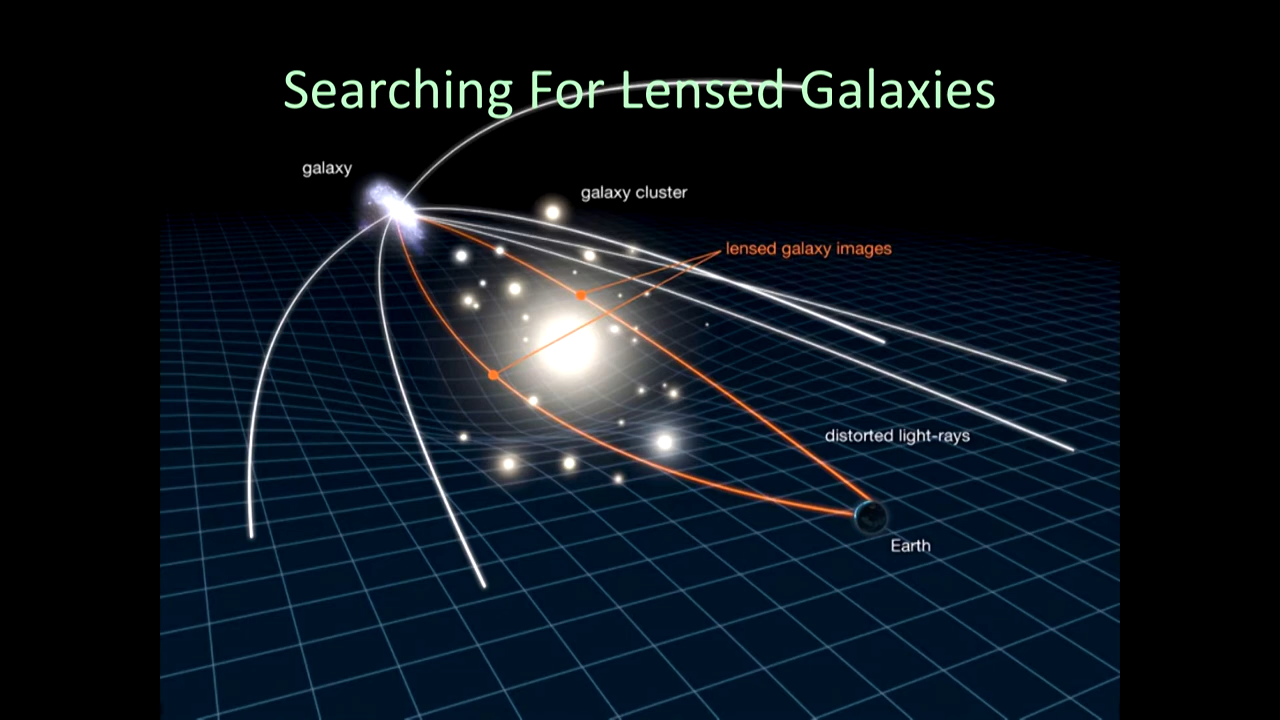 Searching For Lensed Galaxies
galaxy
galaxy cluster
lensed galaxy images
distorted light-rays
Earth